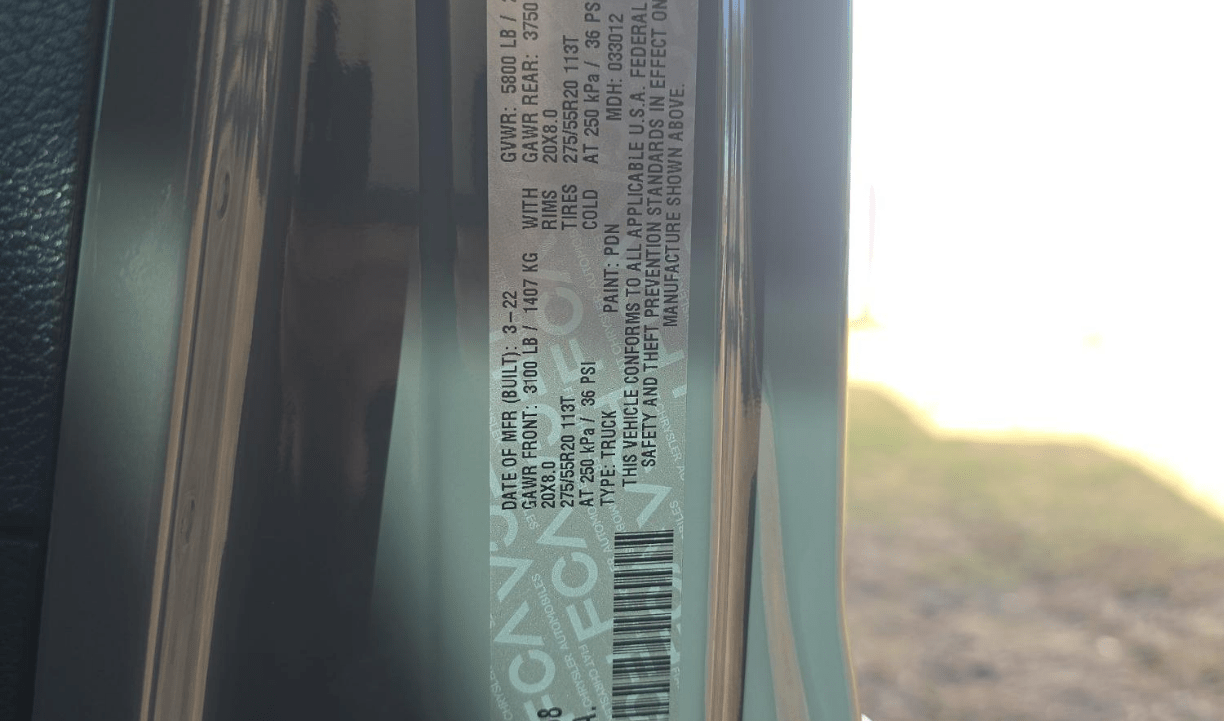 DATE OF MFR (BUILT): 3–22 GVWR: 5800 LB /
GAWR FRONT: 3100 LB / 1407 KG WITH GAWR REAR: 3750
20X8.0 RIMS 20X8.0
275/55R20 113T TIRES 275/55R20 113T
AT 250 kPa / 36 PSI COLD AT 250 kPa / 36 PS
TYPE: TRUCK PAINT: PDN MDH: 033012
THIS VEHICLE CONFORMS TO ALL APPLICABLE U.S.A. FEDERAL
SAFETY AND THEFT PREVENTION STANDARDS IN EFFECT ON
MANUFACTURE SHOWN ABOVE.